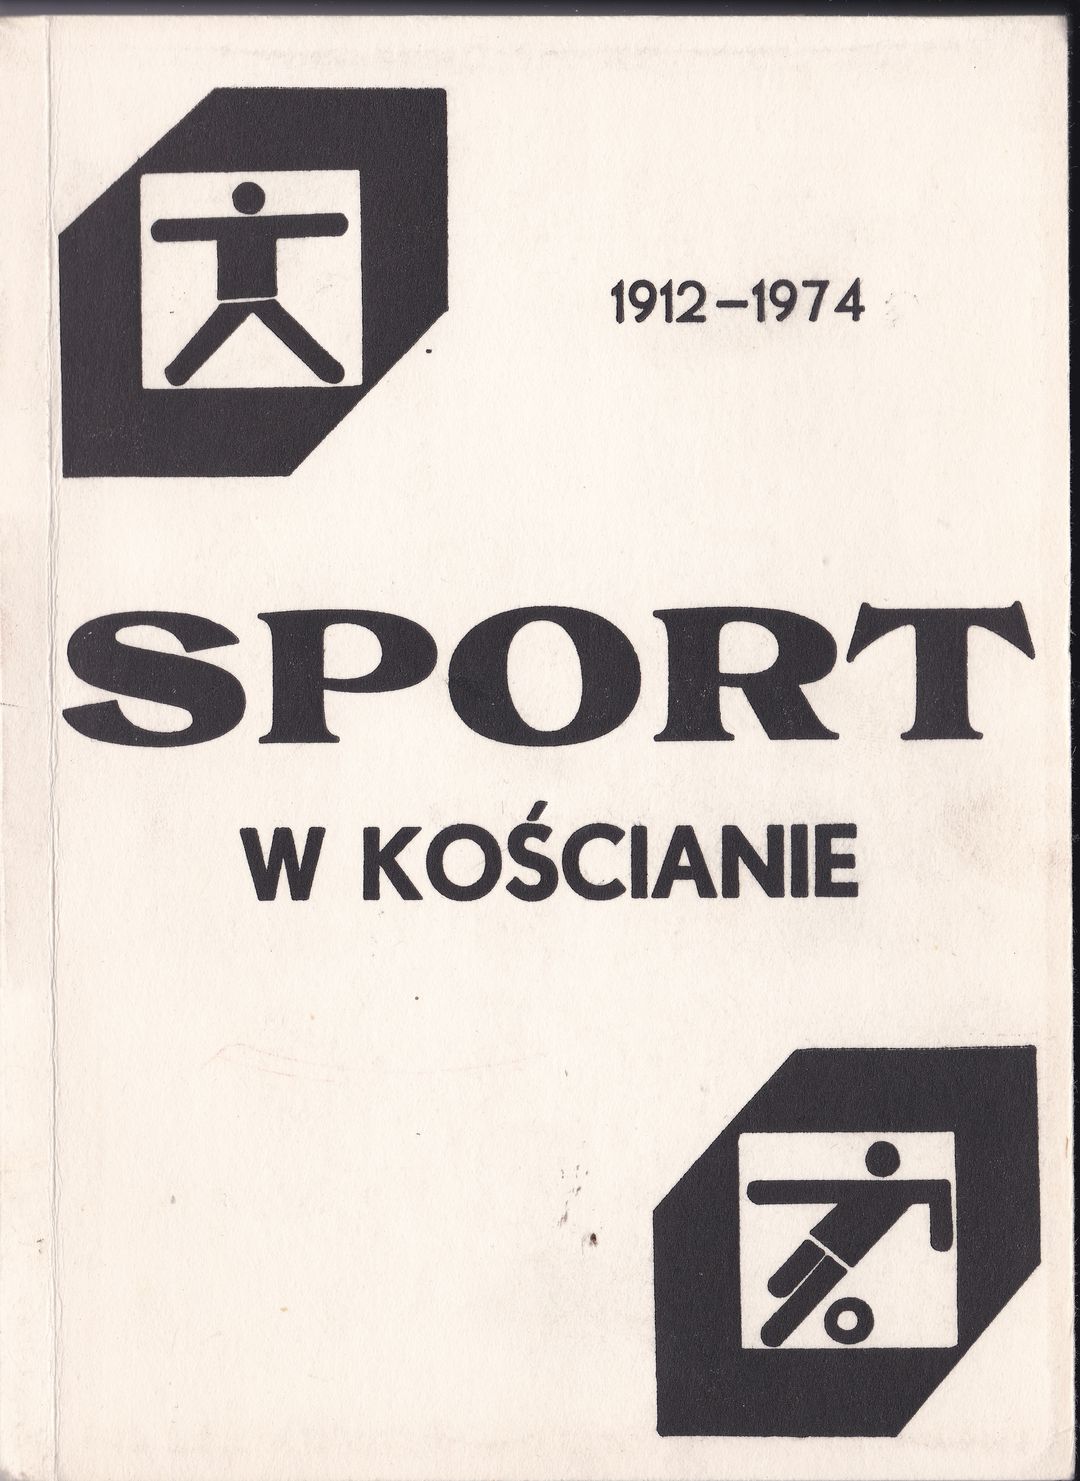 1912-1974
SPORT
W KOŚCIANIE